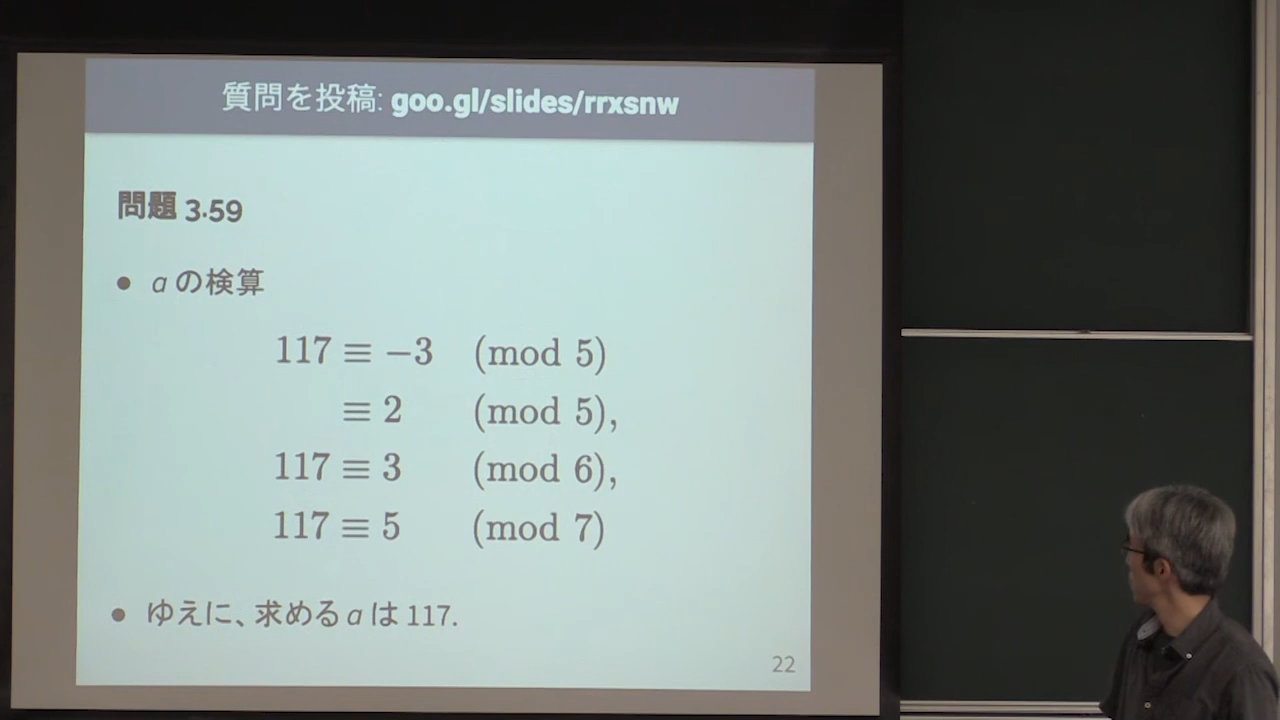 質問を投稿: goo.gl/slides/rrxsnw
問題 3.59
• a の検算
117 ≡ −3 (mod 5)
≡ 2 (mod 5),
117 ≡ 3 (mod 6),
117 ≡ 5 (mod 7)
• ゆえに、求める a は 117.
22